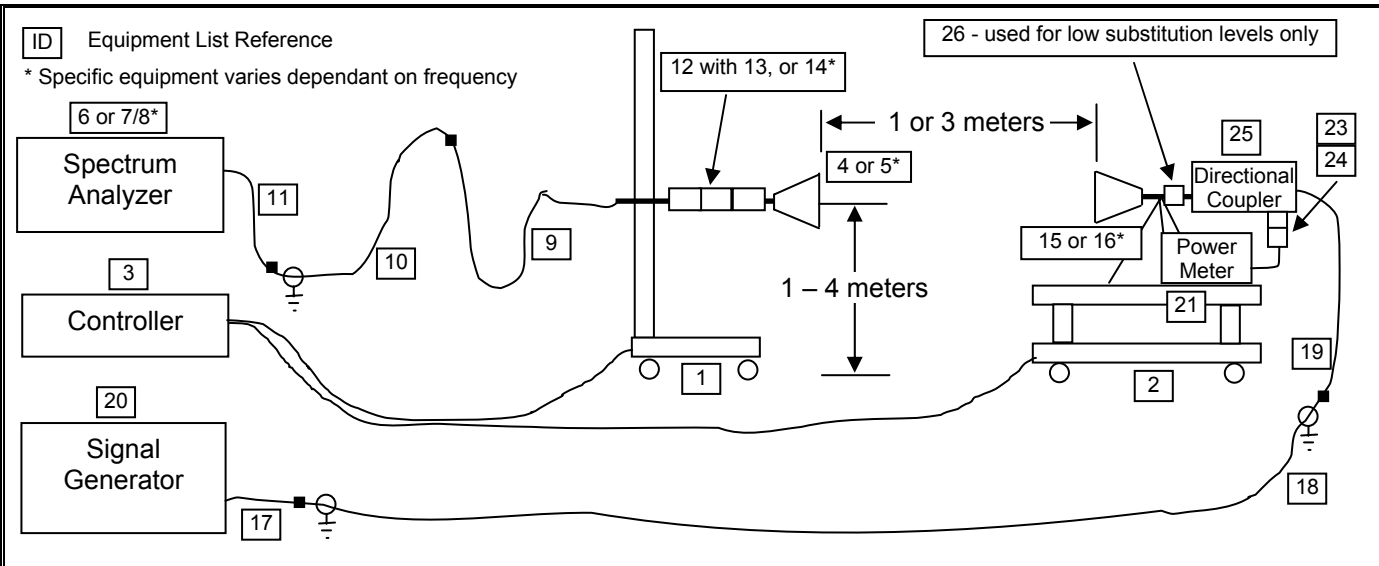 ID Equipment List Reference
* Specific equipment varies dependant on frequency
6 or 7/8*
Spectrum
Analyzer
11
10
9
3
Controller
20
Signal
Generator
17
12 with 13, or 14*
4 or 5*
1 or 3 meters
1 – 4 meters
1
26 - used for low substitution levels only
25
23
24
Directional
Coupler
15 or 16*
Power
Meter
21
2
19
18